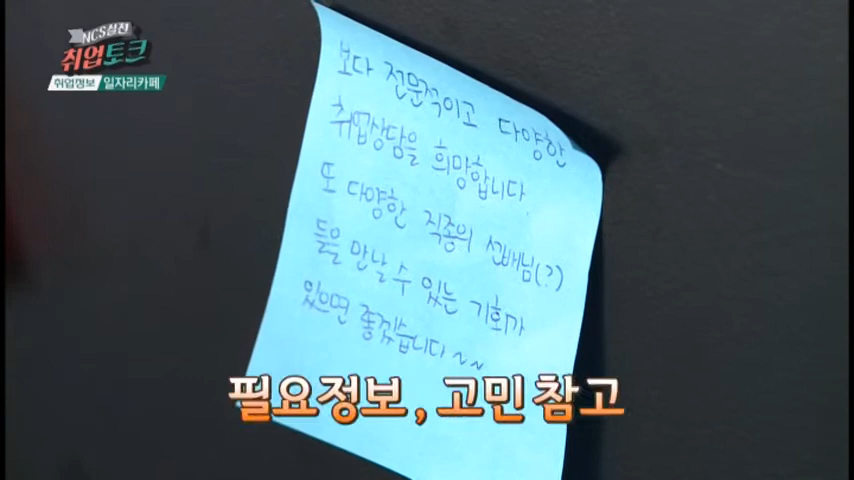 NCS실전
취업토크
취업정보 일자리카페
보다 전문적이고 다양한
취업상담을 희망합니다
또 다양한 직종의 선배님(?)
들을 만날 수 있는 기회가
있으면 좋겠습니다~~
필요정보, 고민 참고